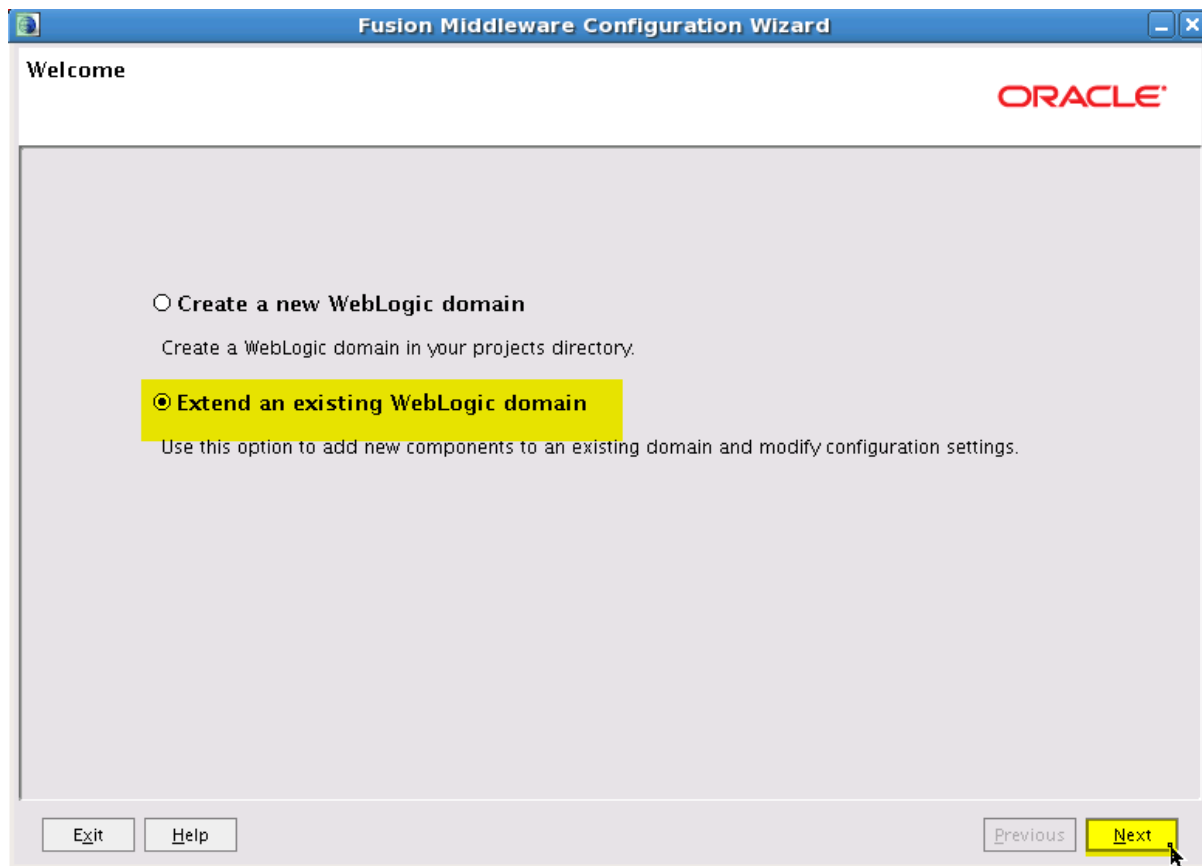 Fusion Middleware Configuration Wizard
Welcome
ORACLE
Create a new WebLogic domain
Create a WebLogic domain in your projects directory.
Extend an existing WebLogic domain
Use this option to add new components to an existing domain and modify configuration settings.
Exit Help Previous Next